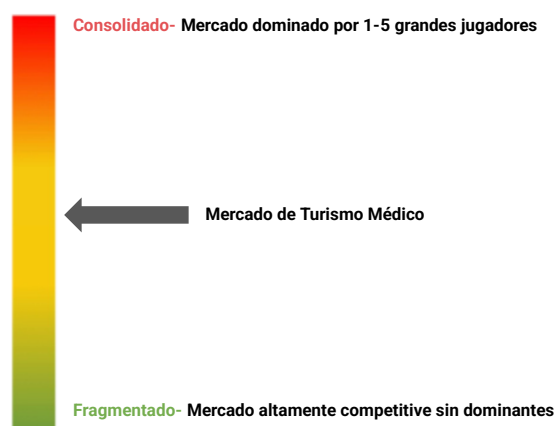 Consolidado- Mercado dominado por 1-5 grandes jugadores
Mercado de Turismo Médico
Fragmentado- Mercado altamente competitive sin dominantes